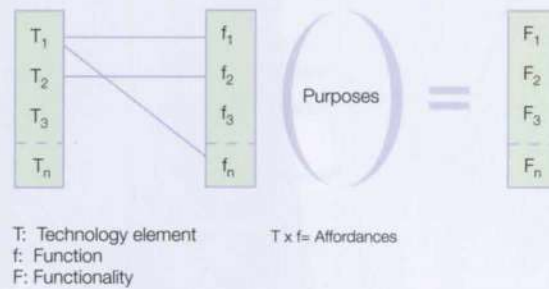 T1 f1 F1
T2 f2 Purposes = F2
T3 f3 F3
Tn fn Fn
T: Technology element T x f= Affordances
f: Function
F: Functionality